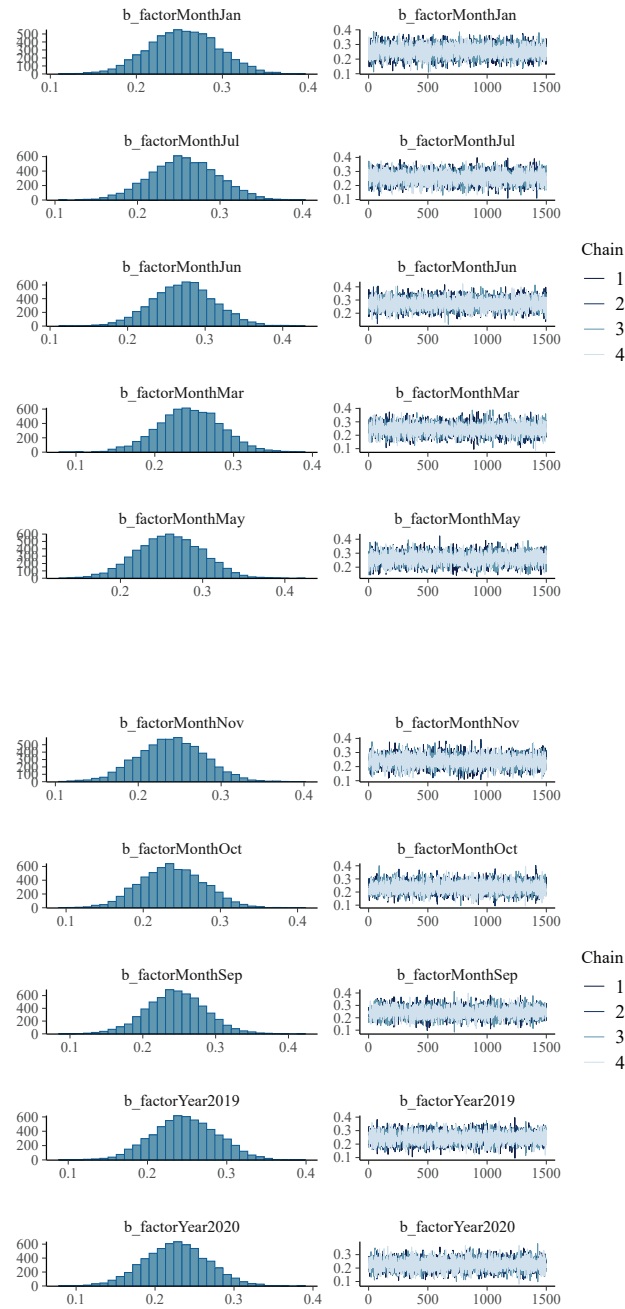 b_factorMonthJan
b_factorMonthJan
500
400
300
200
100
0
0.1 0.2 0.3 0.4
0.4
0.3
0.2
0.1
0 500 1000 1500
b_factorMonthJul
b_factorMonthJul
600
400
200
0
0.1 0.2 0.3 0.4
0.4
0.3
0.2
0.1
0 500 1000 1500
b_factorMonthJun
b_factorMonthJun
600
400
200
0
0.1 0.2 0.3 0.4
0.4
0.3
0.2
0 500 1000 1500
b_factorMonthMar
b_factorMonthMar
600
400
200
0
0.1 0.2 0.3 0.4
0.4
0.3
0.2
0.1
0 500 1000 1500
b_factorMonthMay
b_factorMonthMay
600
500
400
300
200
100
0
0.2 0.3 0.4
0.4
0.3
0.2
0 500 1000 1500
Chain
1
2
3
4
b_factorMonthNov
b_factorMonthNov
500
400
300
200
100
0
0.1 0.2 0.3 0.4
0.4
0.3
0.2
0.1
0 500 1000 1500
b_factorMonthOct
b_factorMonthOct
600
400
200
0
0.1 0.2 0.3 0.4
0.4
0.3
0.2
0.1
0 500 1000 1500
b_factorMonthSep
b_factorMonthSep
600
400
200
0
0.1 0.2 0.3 0.4
0.4
0.3
0.2
0.1
0 500 1000 1500
b_factorYear2019
b_factorYear2019
600
400
200
0
0.1 0.2 0.3 0.4
0.4
0.3
0.2
0.1
0 500 1000 1500
b_factorYear2020
b_factorYear2020
600
400
200
0
0.1 0.2 0.3 0.4
0.3
0.2
0.1
0 500 1000 1500
Chain
1
2
3
4